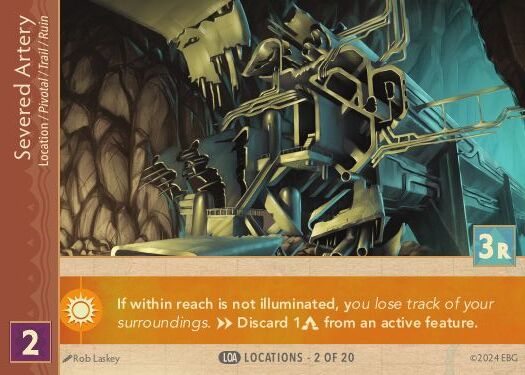 Severed Artery
Location / Pivotal / Trail / Ruin
3R
If within reach is not illuminated, you lose track of your
surroundings. Discard 1 from an active feature.
2
Rob Laskey
LOA LOCATIONS - 2 OF 20
©2024 EBG